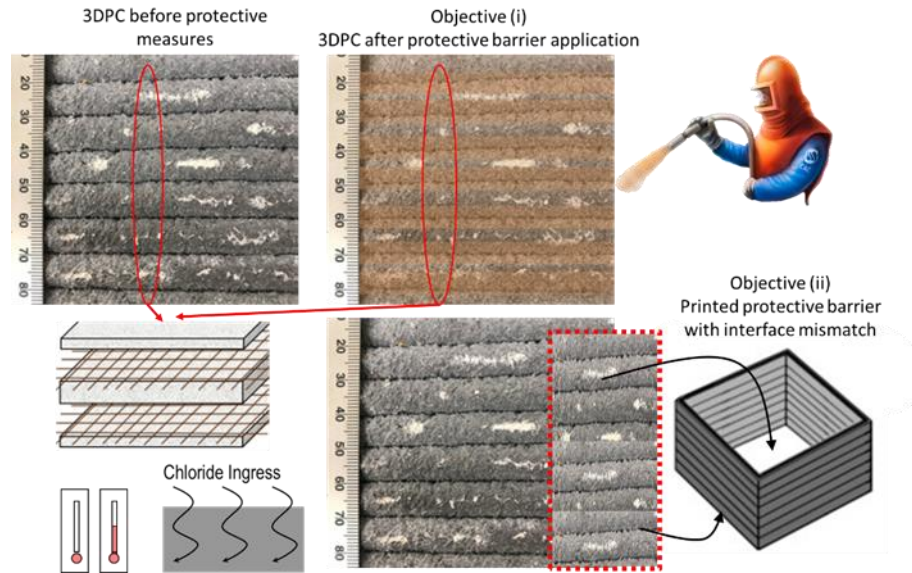 3DPC before protective
measures
Objective (i)
3DPC after protective barrier application
20
30
40
50
60
70
80
20
30
40
50
60
70
80
Objective (ii)
Printed protective barrier
with interface mismatch
20
30
40
50
60
70
80
Chloride Ingress